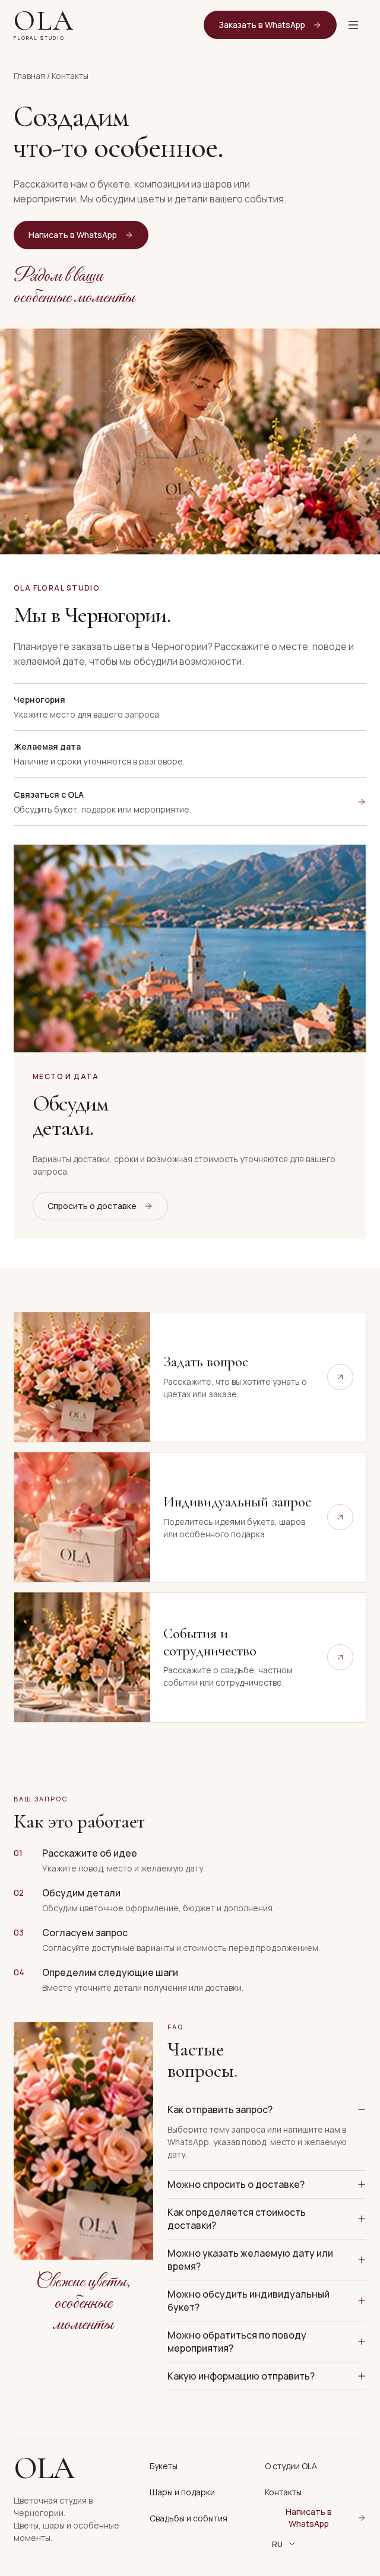 OLA
FLORAL STUDIO
Заказать в WhatsApp
Главная / Контакты
Создадим
что-то особенное.
Расскажите нам о букете, композиции из шаров или
мероприятии. Мы обсудим цветы и детали вашего события.
Написать в WhatsApp
Рядом в ваши
особенные моменты
OLA
OLA FLORAL STUDIO
Мы в Черногории.
Планируете заказать цветы в Черногории? Расскажите о месте, поводе и
желаемой дате, чтобы мы обсудили возможности.
Черногория
Укажите место для вашего запроса.
Желаемая дата
Наличие и сроки уточняются в разговоре.
Связаться с OLA
Обсудить букет, подарок или мероприятие.
МЕСТО И ДАТА
Обсудим
детали.
Варианты доставки, сроки и возможная стоимость уточняются для вашего
запроса.
Спросить о доставке
OLA
Задать вопрос
Расскажите, что вы хотите узнать о
цветах или заказе.
OLA
Индивидуальный запрос
Поделитесь идеями букета, шаров
или особенного подарка.
События и
сотрудничество
Расскажите о свадьбе, частном
событии или сотрудничестве.
ВАШ ЗАПРОС
Как это работает
01 Расскажите об идее
Укажите повод, место и желаемую дату.
02 Обсудим детали
Обсудим цветочное оформление, бюджет и дополнения.
03 Согласуем запрос
Согласуйте доступные варианты и стоимость перед продолжением.
04 Определим следующие шаги
Вместе уточните детали получения или доставки.
OLA
Свежие цветы,
особенные
моменты
FAQ
Частые
вопросы.
Как отправить запрос?
Выберите тему запроса или напишите нам в
WhatsApp, указав повод, место и желаемую
дату.
Можно спросить о доставке?
Как определяется стоимость
доставки?
Можно указать желаемую дату или
время?
Можно обсудить индивидуальный
букет?
Можно обратиться по поводу
мероприятия?
Какую информацию отправить?
OLA
Цветочная студия в
Черногории.
Цветы, шары и особенные
моменты.
Букеты
Шары и подарки
Свадьбы и события
О студии OLA
Контакты
Написать в
WhatsApp
RU